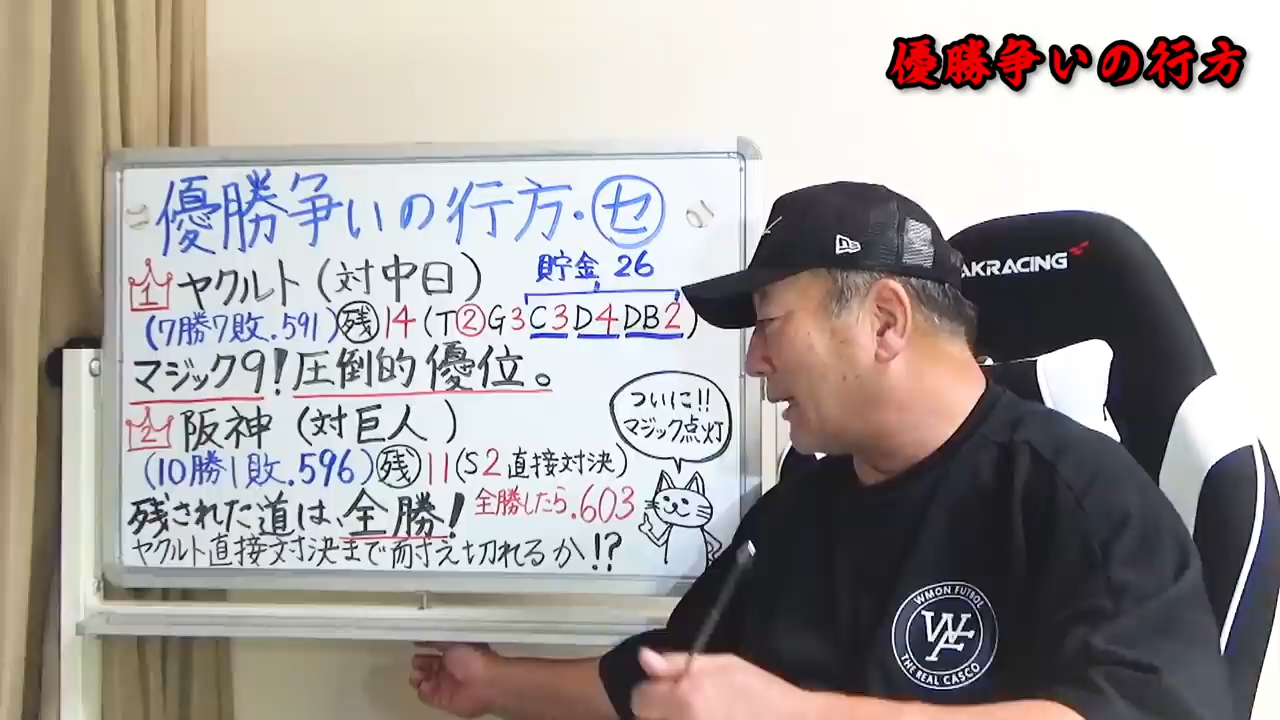 優勝争いの行方
優勝争いの行方・セ
1 ヤクルト(対中日)
貯金 26
(7勝7敗.591)残14(T②G3C3D4DB2)
マジック9!圧倒的優位。
2 阪神(対巨人)
(10勝1敗.596)残11(S2直接対決)
残された道は、全勝!
全勝したら.603
ヤクルト直接対決まで耐え切れるか!?
ついに!!
マジック点灯
AKRACING
WMON FUTBOL
WF
THE REAL CASCO